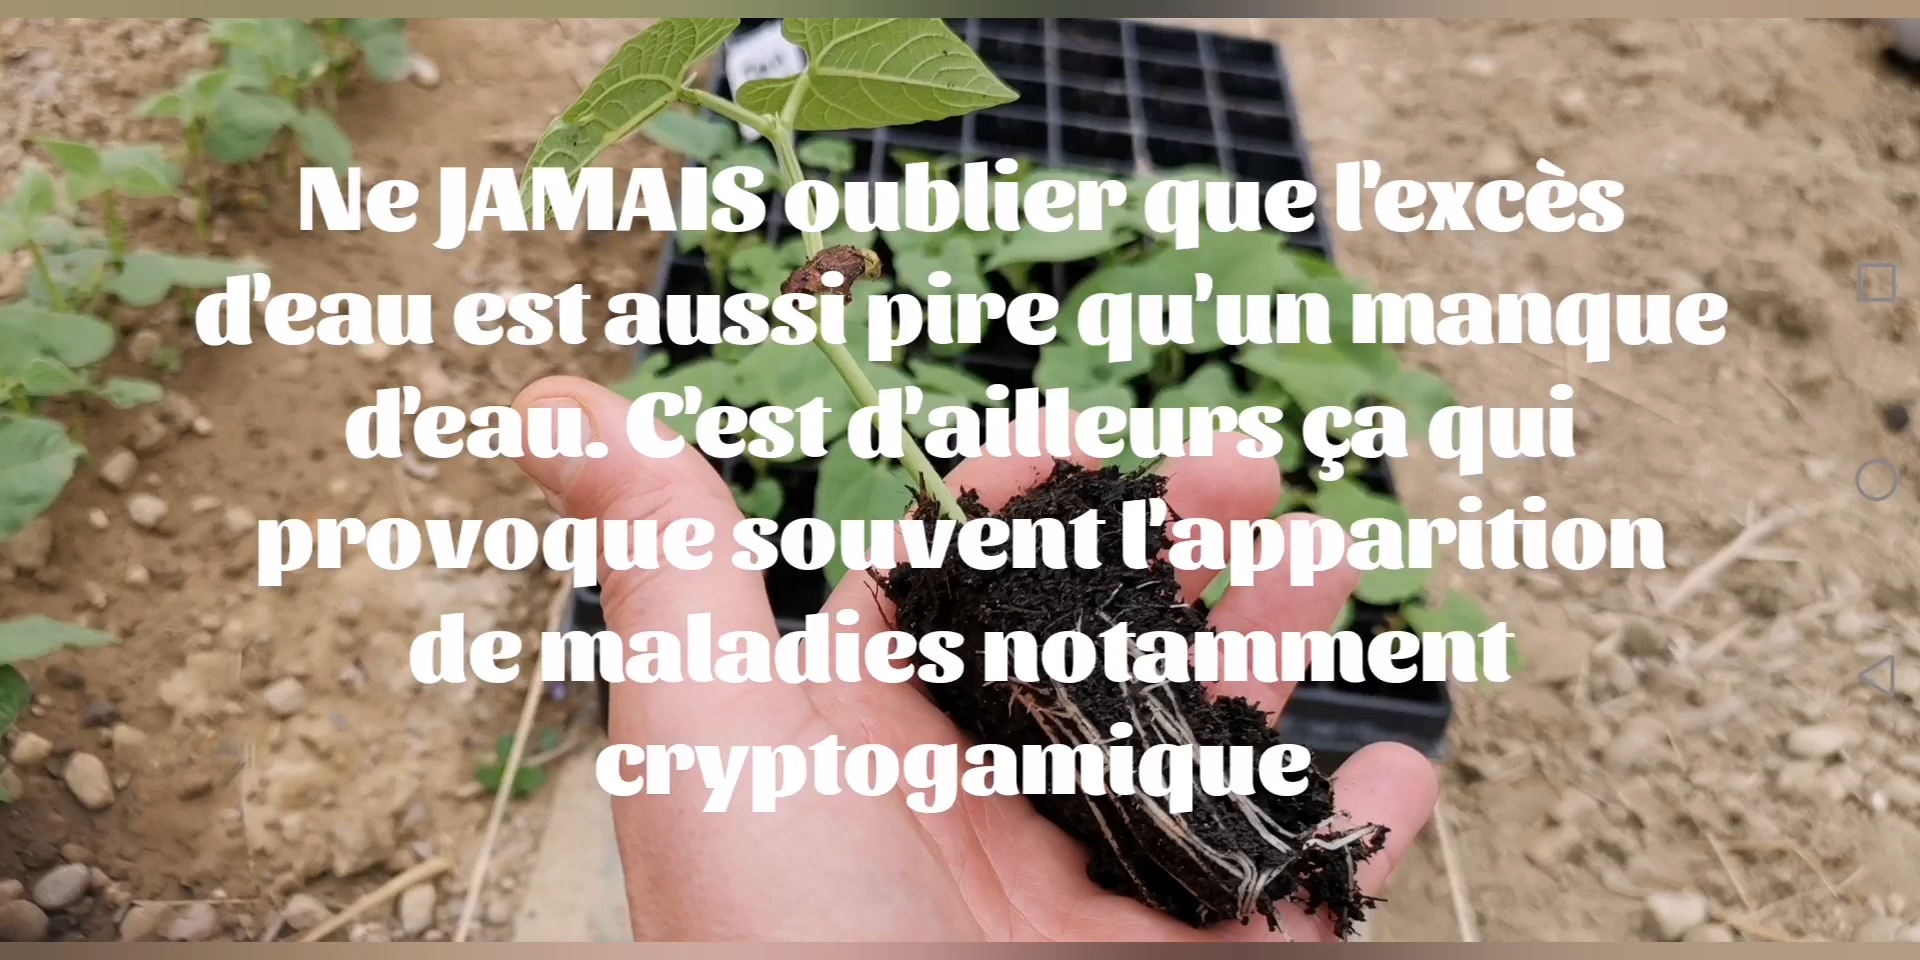 Ne JAMAIS oublier que l'excès
d'eau est aussi pire qu'un manque
d'eau. C'est d'ailleurs ça qui
provoque souvent l'apparition
de maladies notamment
cryptogamique